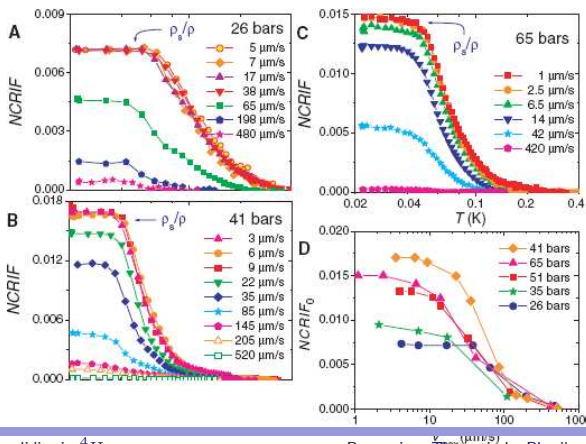 A
26 bars
ρs/ρ
NCRIF
0.009
0.006
0.003
0.000
5 μm/s
7 μm/s
17 μm/s
38 μm/s
65 μm/s
198 μm/s
480 μm/s
B
41 bars
ρs/ρ
NCRIF
0.018
0.012
0.006
0.000
3 μm/s
6 μm/s
9 μm/s
22 μm/s
35 μm/s
85 μm/s
145 μm/s
205 μm/s
520 μm/s
C
65 bars
ρs/ρ
NCRIF
0.015
0.010
0.005
0.000
1 μm/s
2.5 μm/s
6.5 μm/s
14 μm/s
42 μm/s
420 μm/s
0.02 0.04 0.1 0.2 0.4
T (K)
D
NCRIF0
0.020
0.015
0.010
0.005
0.000
41 bars
65 bars
51 bars
35 bars
26 bars
1 10 100 1000
(μm/s)